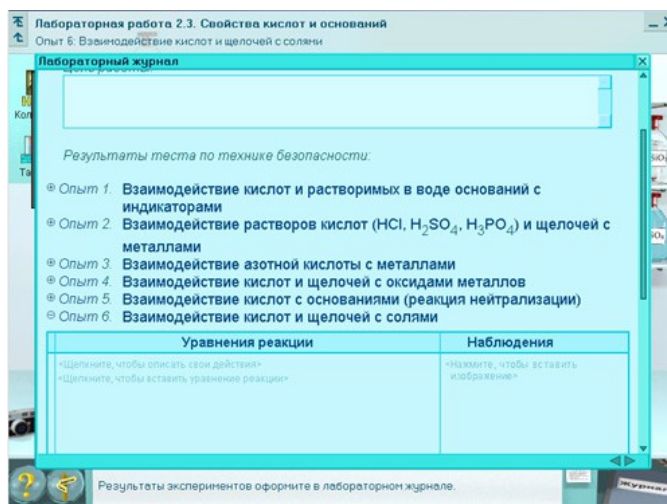 Лабораторная работа 2.3. Свойства кислот и оснований
Опыт 6: Взаимодействие кислот и щелочей с солями
Лабораторный журнал
Результаты теста по технике безопасности:
Опыт 1. Взаимодействие кислот и растворимых в воде оснований с
индикаторами
Опыт 2. Взаимодействие растворов кислот (HCl, H₂SO₄, H₃PO₄) и щелочей с
металлами
Опыт 3. Взаимодействие азотной кислоты с металлами
Опыт 4. Взаимодействие кислот и щелочей с оксидами металлов
Опыт 5. Взаимодействие кислот с основаниями (реакция нейтрализации)
Опыт 6. Взаимодействие кислот и щелочей с солями
Уравнения реакции
Наблюдения
<Щелкните, чтобы описать свои действия>
<Щелкните, чтобы вставить уравнение реакции>
<Нажмите, чтобы вставить
изображение>
Результаты экспериментов оформите в лабораторном журнале.
Журнал